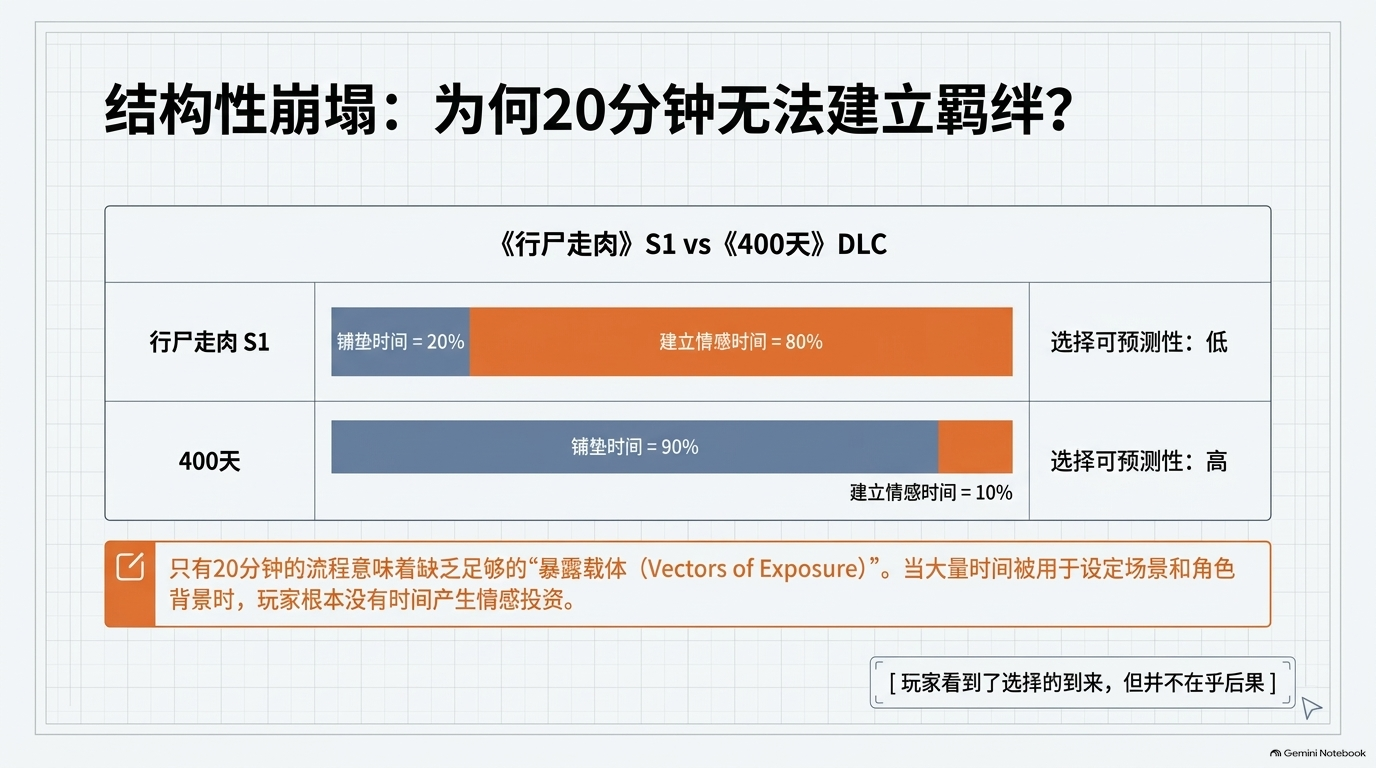 结构性崩塌：为何20分钟无法建立羁绊？
《行尸走肉》S1 vs《400天》DLC
行尸走肉 S1
铺垫时间 = 20%
建立情感时间 = 80%
选择可预测性：低
400天
铺垫时间 = 90%
建立情感时间 = 10%
选择可预测性：高
只有20分钟的流程意味着缺乏足够的“暴露载体（Vectors of Exposure）”。当大量时间被用于设定场景和角色
背景时，玩家根本没有时间产生情感投资。
[ 玩家看到了选择的到来，但并不在乎后果 ]
Gemini Notebook